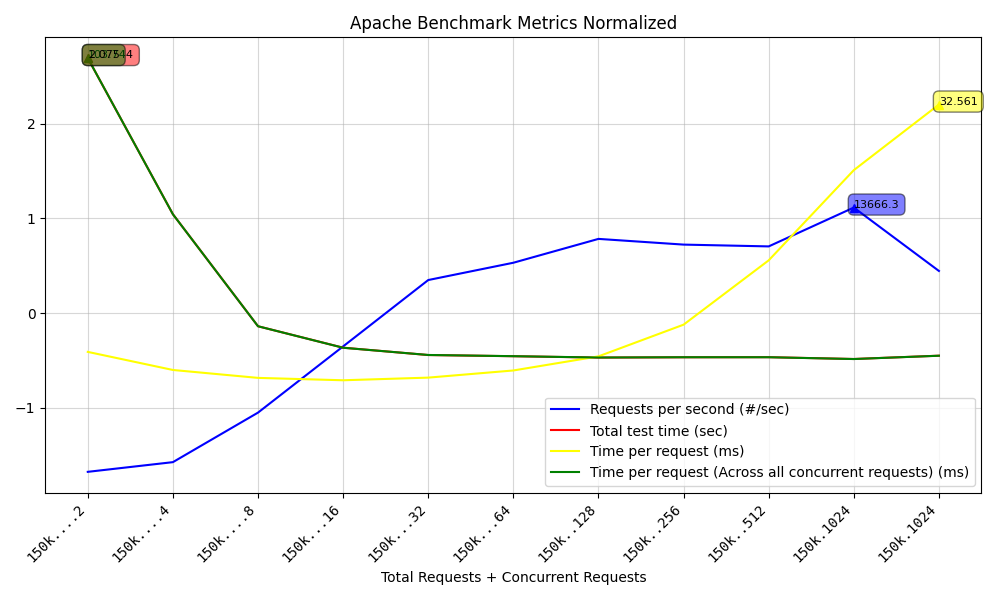 Apache Benchmark Metrics Normalized
2.075
32.561
13666.3
2
1
0
−1
Requests per second (#/sec)
Total test time (sec)
Time per request (ms)
Time per request (Across all concurrent requests) (ms)
150k....2
150k....4
150k....8
150k...16
150k...32
150k...64
150k..128
150k..256
150k..512
150k.1024
150k.1024
Total Requests + Concurrent Requests